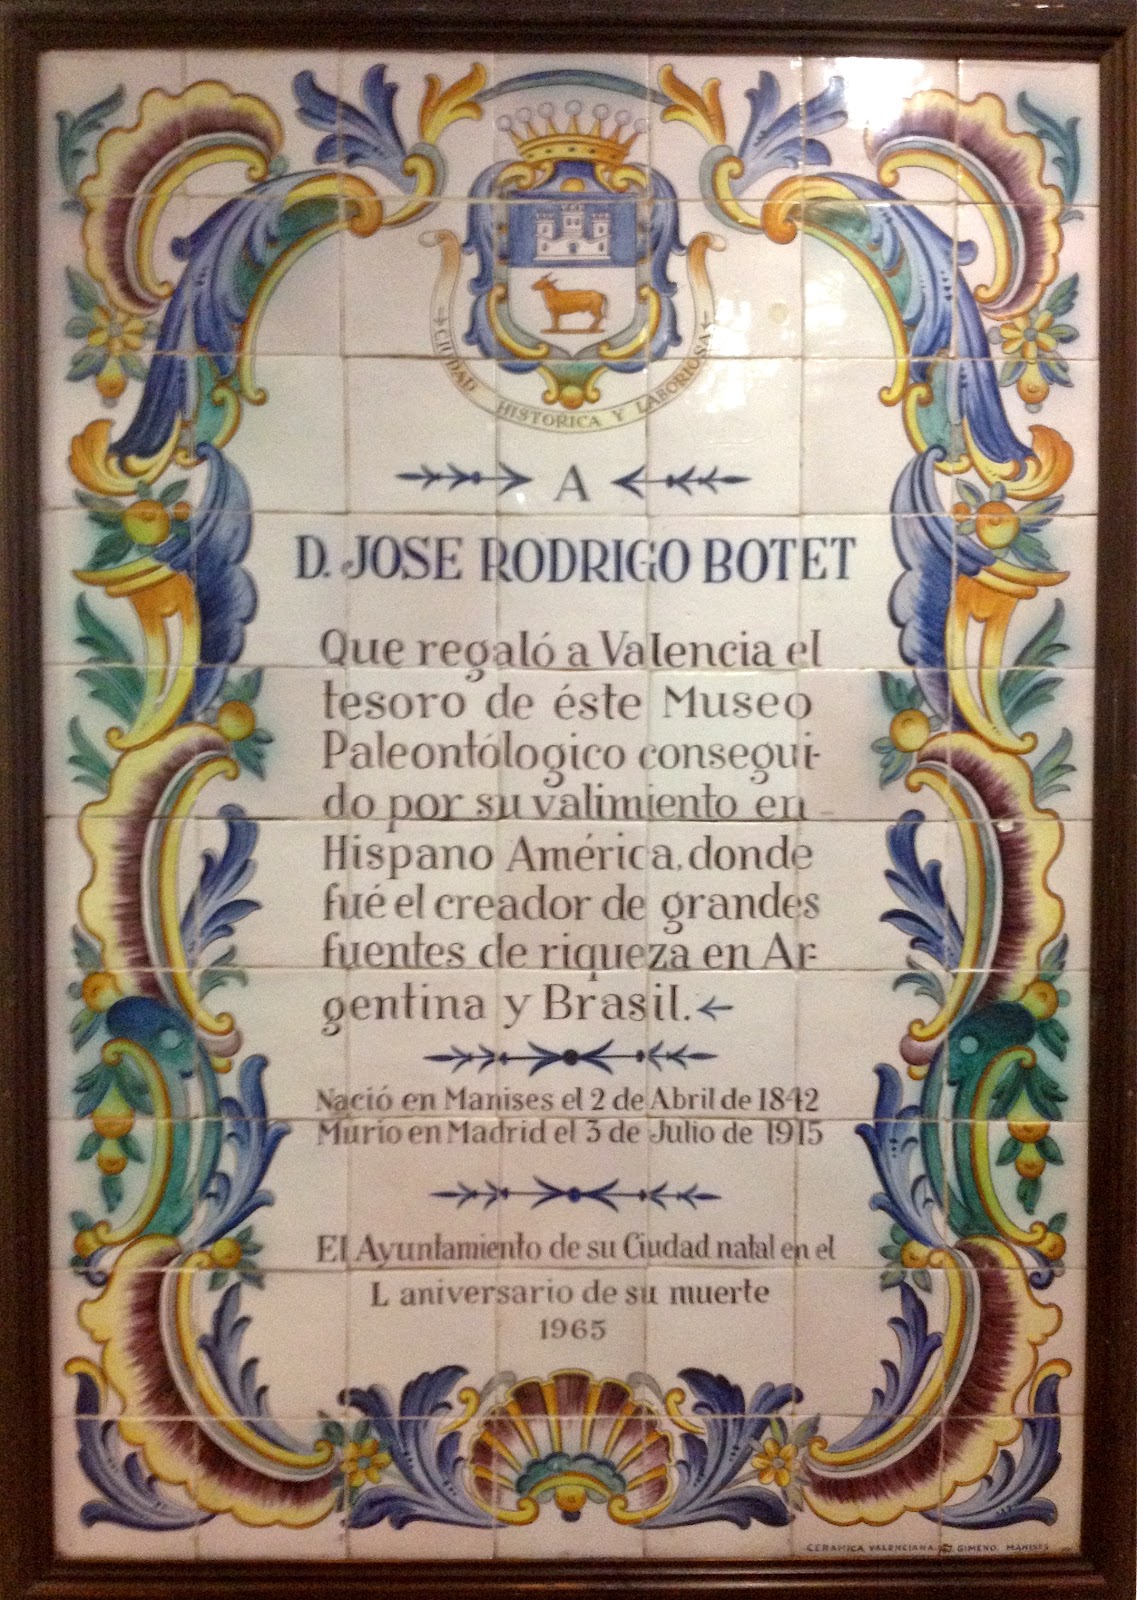 CIUDAD HISTORICA Y LABORIOSA
A
D. JOSE RODRIGO BOTET
Que regaló a Valencia el
tesoro de éste Museo
Paleontólogico consegui-
do por su valimiento en
Hispano América, donde
fué el creador de grandes
fuentes de riqueza en Ar-
gentina y Brasil.
Nació en Manises el 2 de Abril de 1842
Murio en Madrid el 3 de Julio de 1915
El Ayuntamiento de su Ciudad natal en el
L aniversario de su muerte
1965
CERAMICA VALENCIANA GIMENO. MANISES